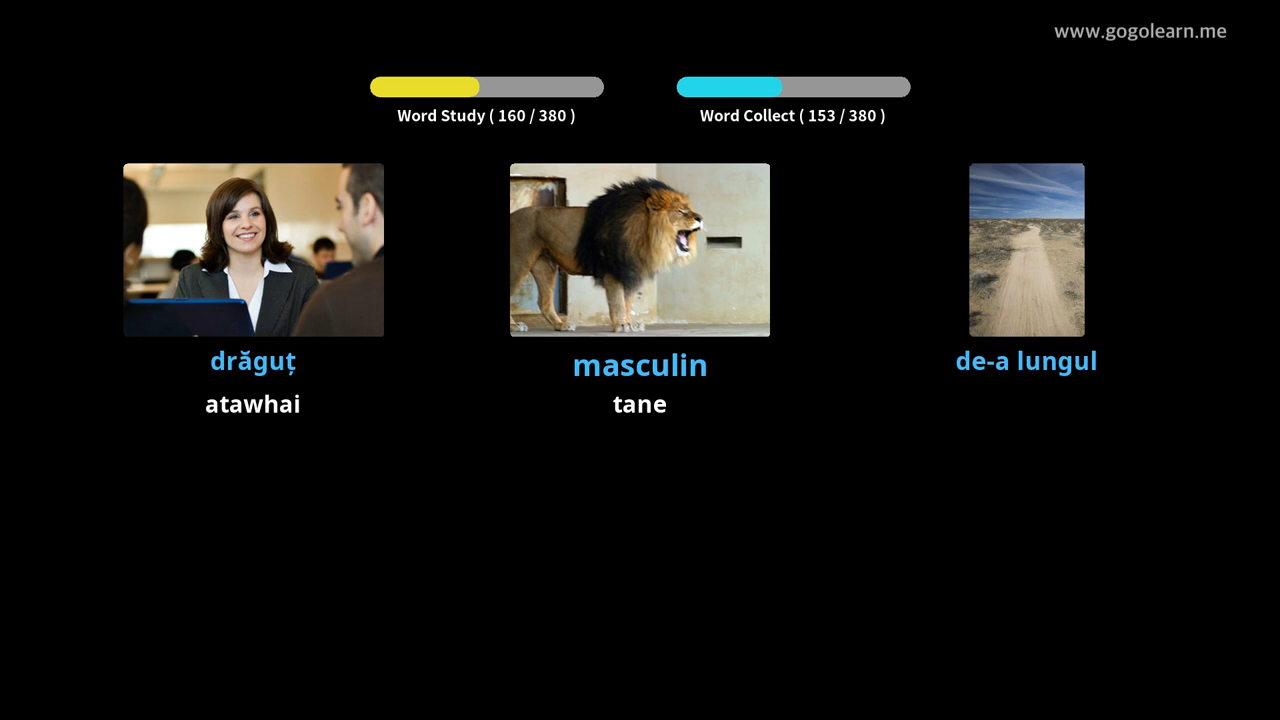 www.gogolearn.me
Word Study ( 160 / 380 )
Word Collect ( 153 / 380 )
drăguț
masculin
de-a lungul
atawhai
tane